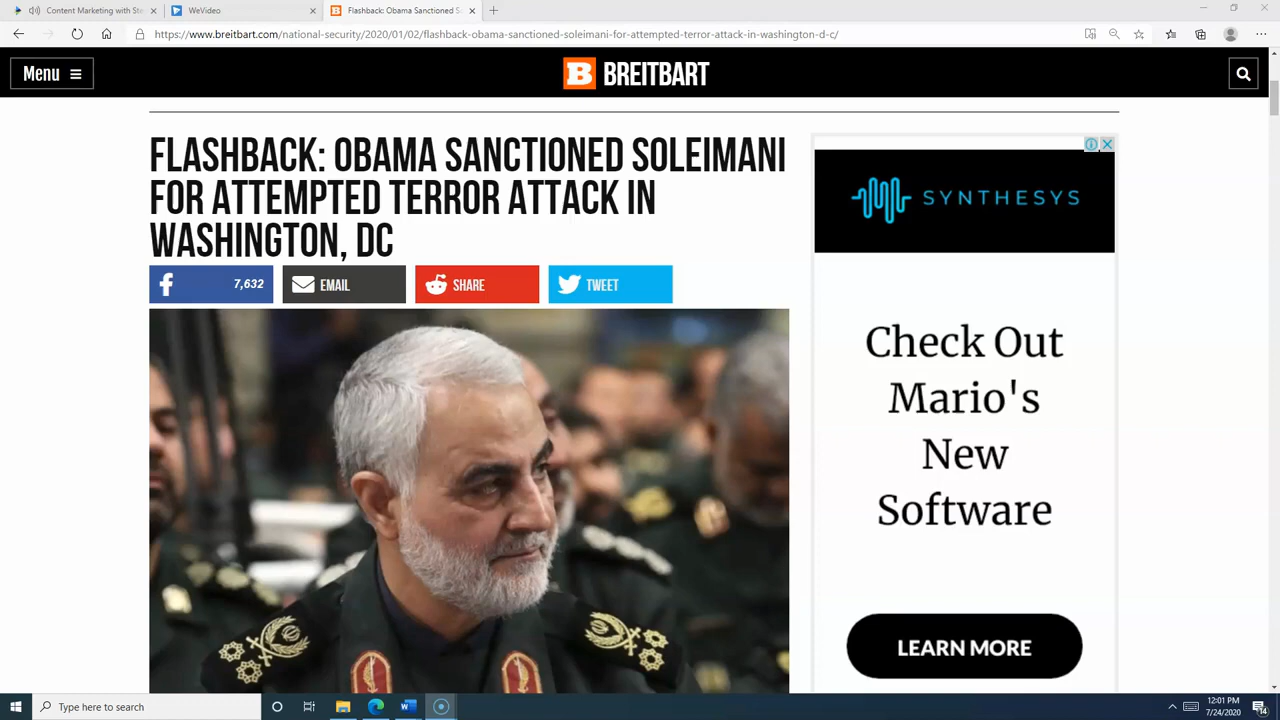 Content Marketing with Ste
WeVideo
Flashback: Obama Sanctioned S
https://www.breitbart.com/national-security/2020/01/02/flashback-obama-sanctioned-soleimani-for-attempted-terror-attack-in-washington-d-c/
Menu
B BREITBART
FLASHBACK: OBAMA SANCTIONED SOLEIMANI
FOR ATTEMPTED TERROR ATTACK IN
WASHINGTON, DC
7,632
EMAIL
SHARE
TWEET
SYNTHESYS
Check Out
Mario's
New
Software
LEARN MORE
Type here to search
12:01 PM
7/24/2020
14